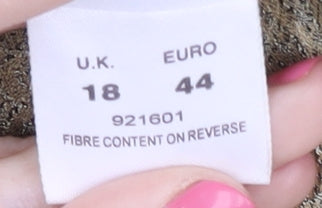 U.K. EURO
18 44
921601
FIBRE CONTENT ON REVERSE